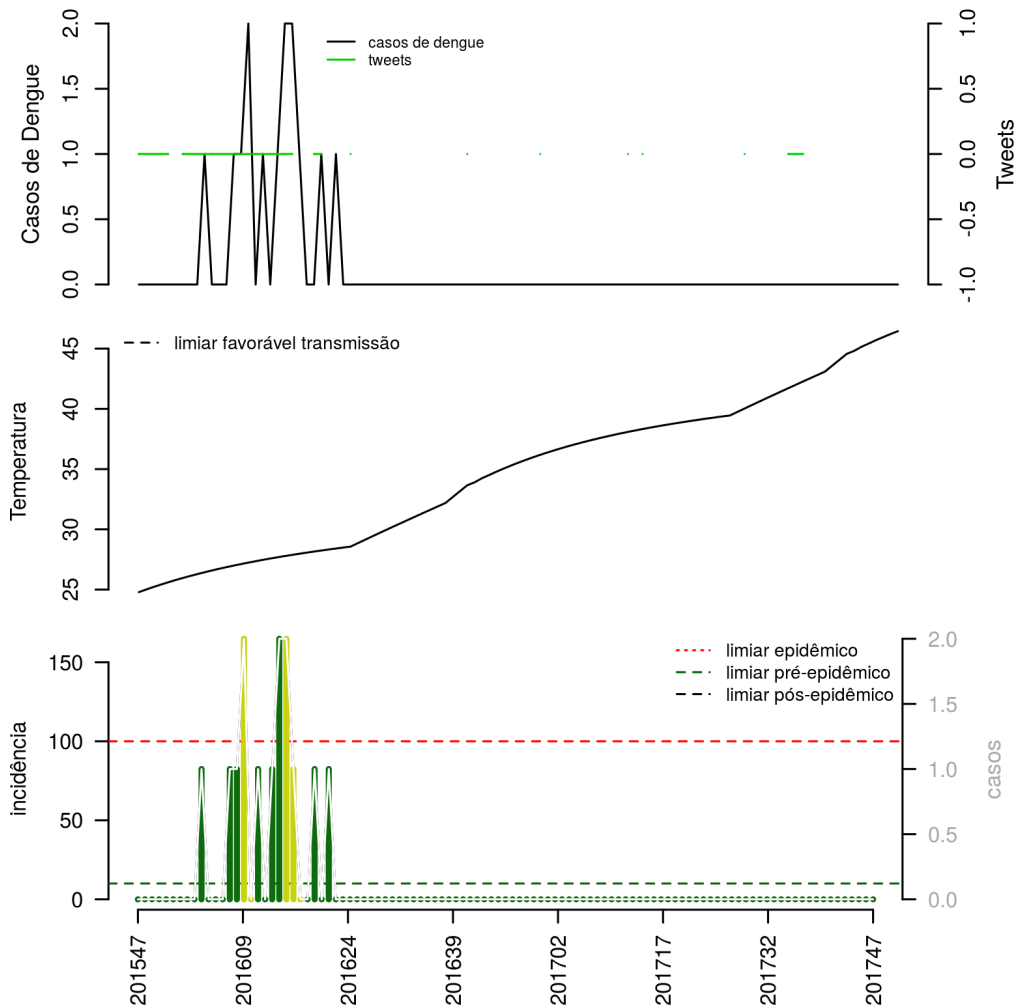 Casos de Dengue
2.0
1.5
1.0
0.5
0.0
casos de dengue
tweets
1.0
0.5
0.0
-0.5
-1.0
Tweets
Temperatura
45
40
35
30
25
limiar favorável transmissão
incidência
150
100
50
0
limiar epidêmico
limiar pré-epidêmico
limiar pós-epidêmico
2.0
1.5
1.0
0.5
0.0
casos
201547
201609
201624
201639
201702
201717
201732
201747